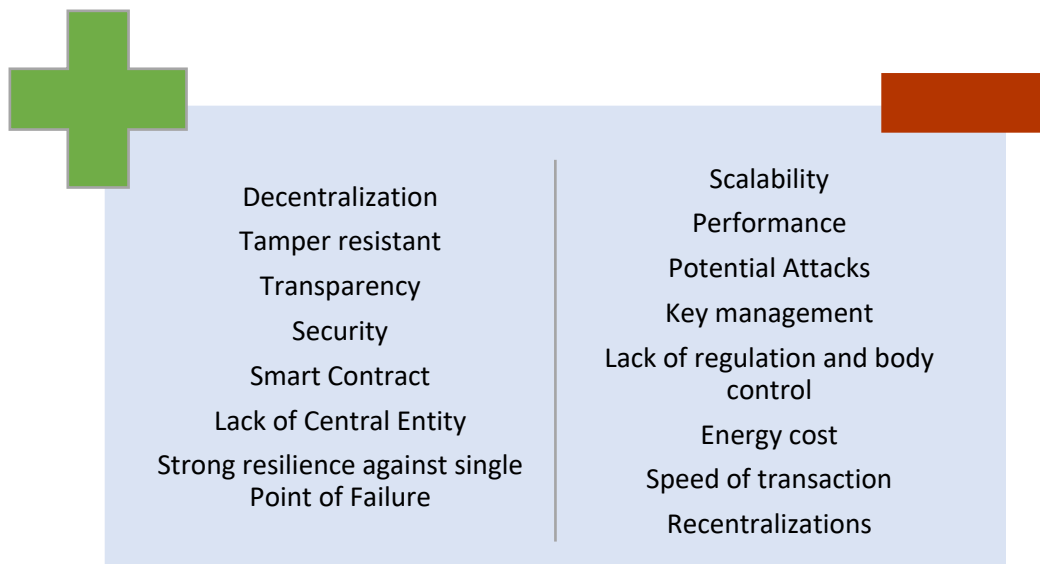 Decentralization
Tamper resistant
Transparency
Security
Smart Contract
Lack of Central Entity
Strong resilience against single
Point of Failure
Scalability
Performance
Potential Attacks
Key management
Lack of regulation and body
control
Energy cost
Speed of transaction
Recentralizations